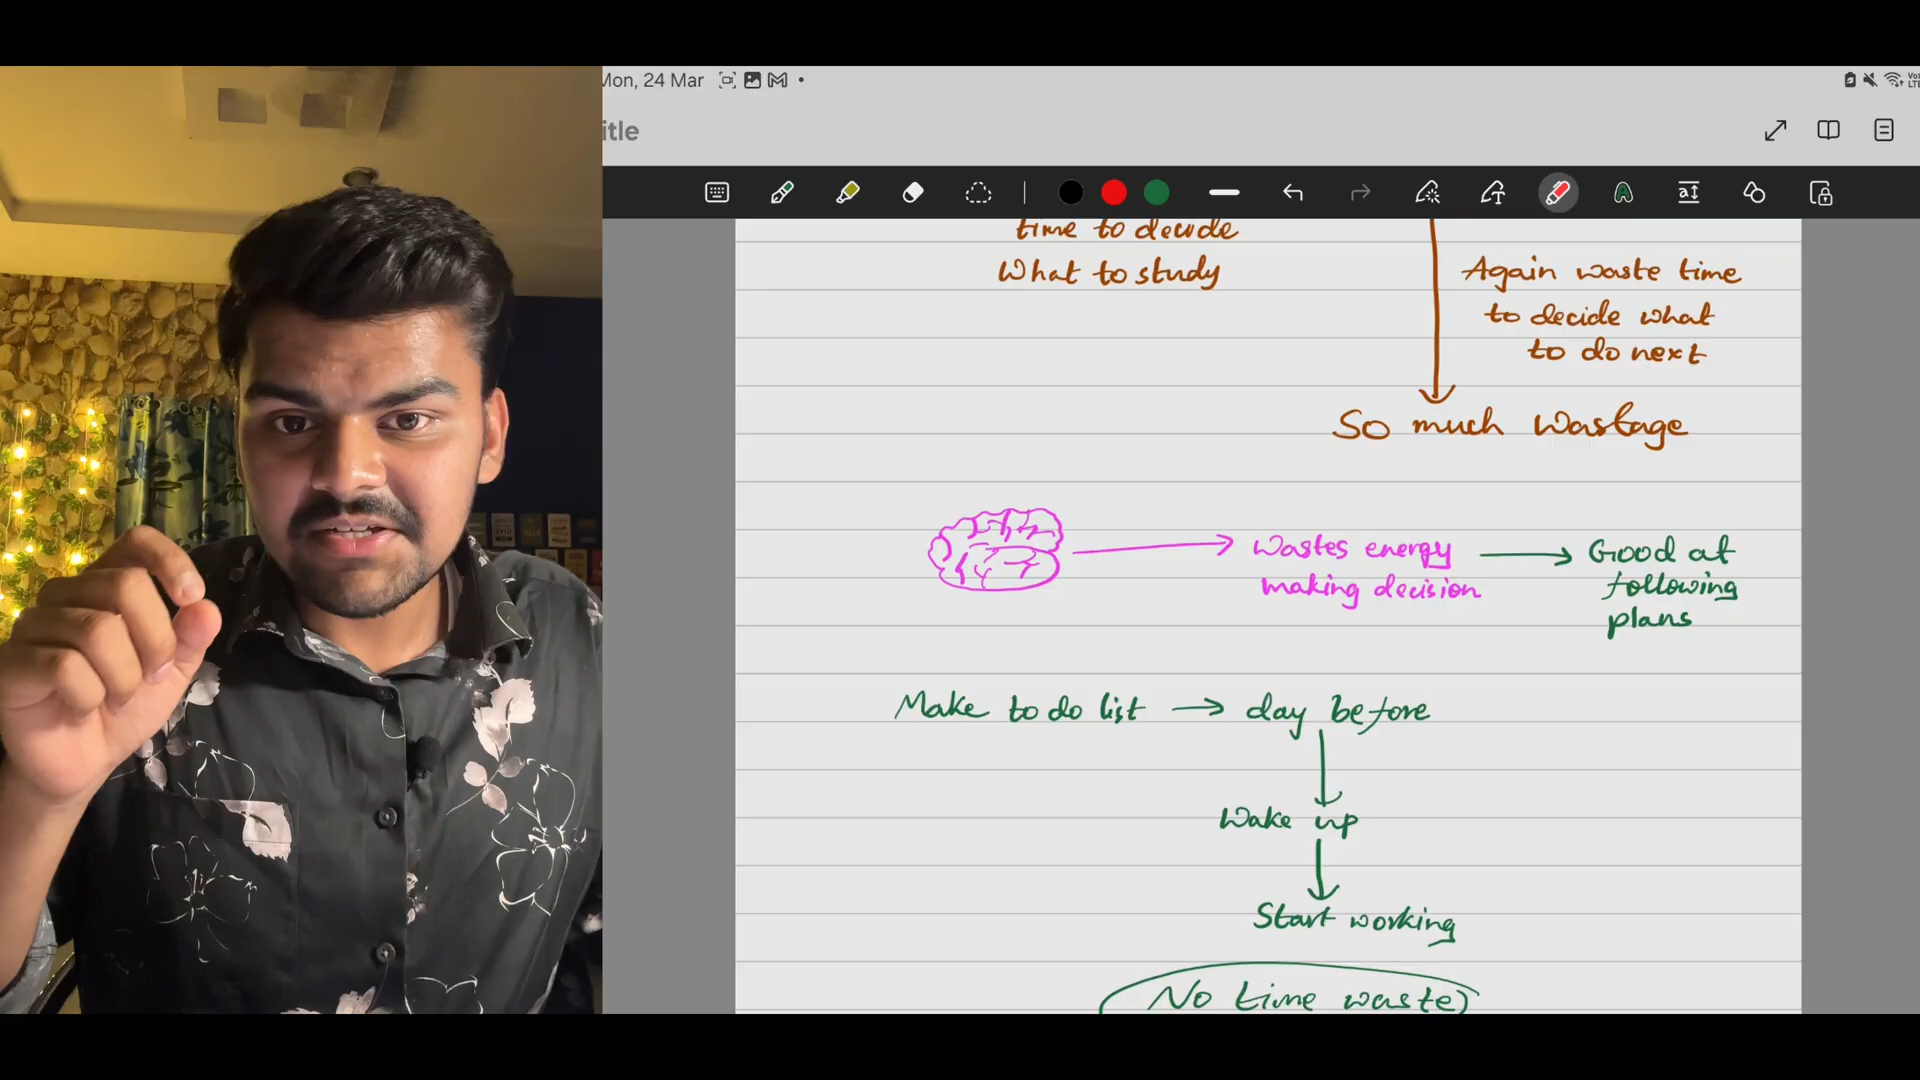 Mon, 24 Mar
itle
time to decide
What to study
Again waste time
to decide what
to do next
So much wastage
Wastes energy
making decision
Good at
following
plans
Make to do list → day before
Wake up
Start working
No time waste